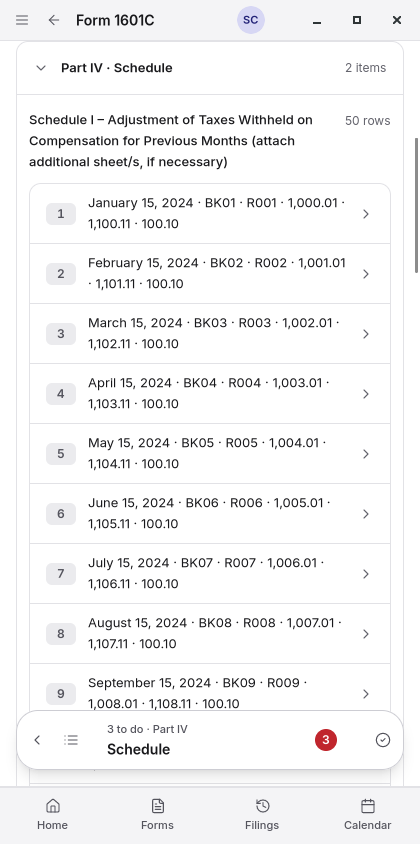 Form 1601C
SC
Part IV · Schedule
2 items
Schedule I – Adjustment of Taxes Withheld on
Compensation for Previous Months (attach
additional sheet/s, if necessary)
50 rows
1
January 15, 2024 · BK01 · R001 · 1,000.01 ·
1,100.11 · 100.10
2
February 15, 2024 · BK02 · R002 · 1,001.01
· 1,101.11 · 100.10
3
March 15, 2024 · BK03 · R003 · 1,002.01 ·
1,102.11 · 100.10
4
April 15, 2024 · BK04 · R004 · 1,003.01 ·
1,103.11 · 100.10
5
May 15, 2024 · BK05 · R005 · 1,004.01 ·
1,104.11 · 100.10
6
June 15, 2024 · BK06 · R006 · 1,005.01 ·
1,105.11 · 100.10
7
July 15, 2024 · BK07 · R007 · 1,006.01 ·
1,106.11 · 100.10
8
August 15, 2024 · BK08 · R008 · 1,007.01 ·
1,107.11 · 100.10
9
September 15, 2024 · BK09 · R009 ·
1,008.01 · 1,108.11 · 100.10
3 to do · Part IV
Schedule
3
Home
Forms
Filings
Calendar